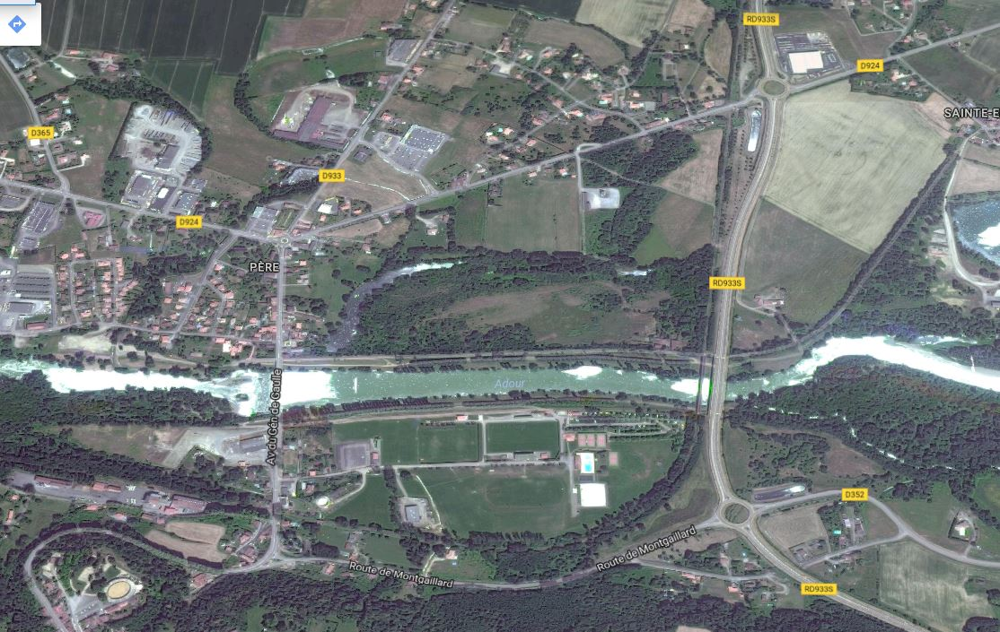 RD933S
D924
SAINTE-E
D365
D933
D924
PÈRE
RD933S
Adour
Av du Gén de Gaulle
D352
Route de Montgaillard
Route de Montgaillard
RD933S